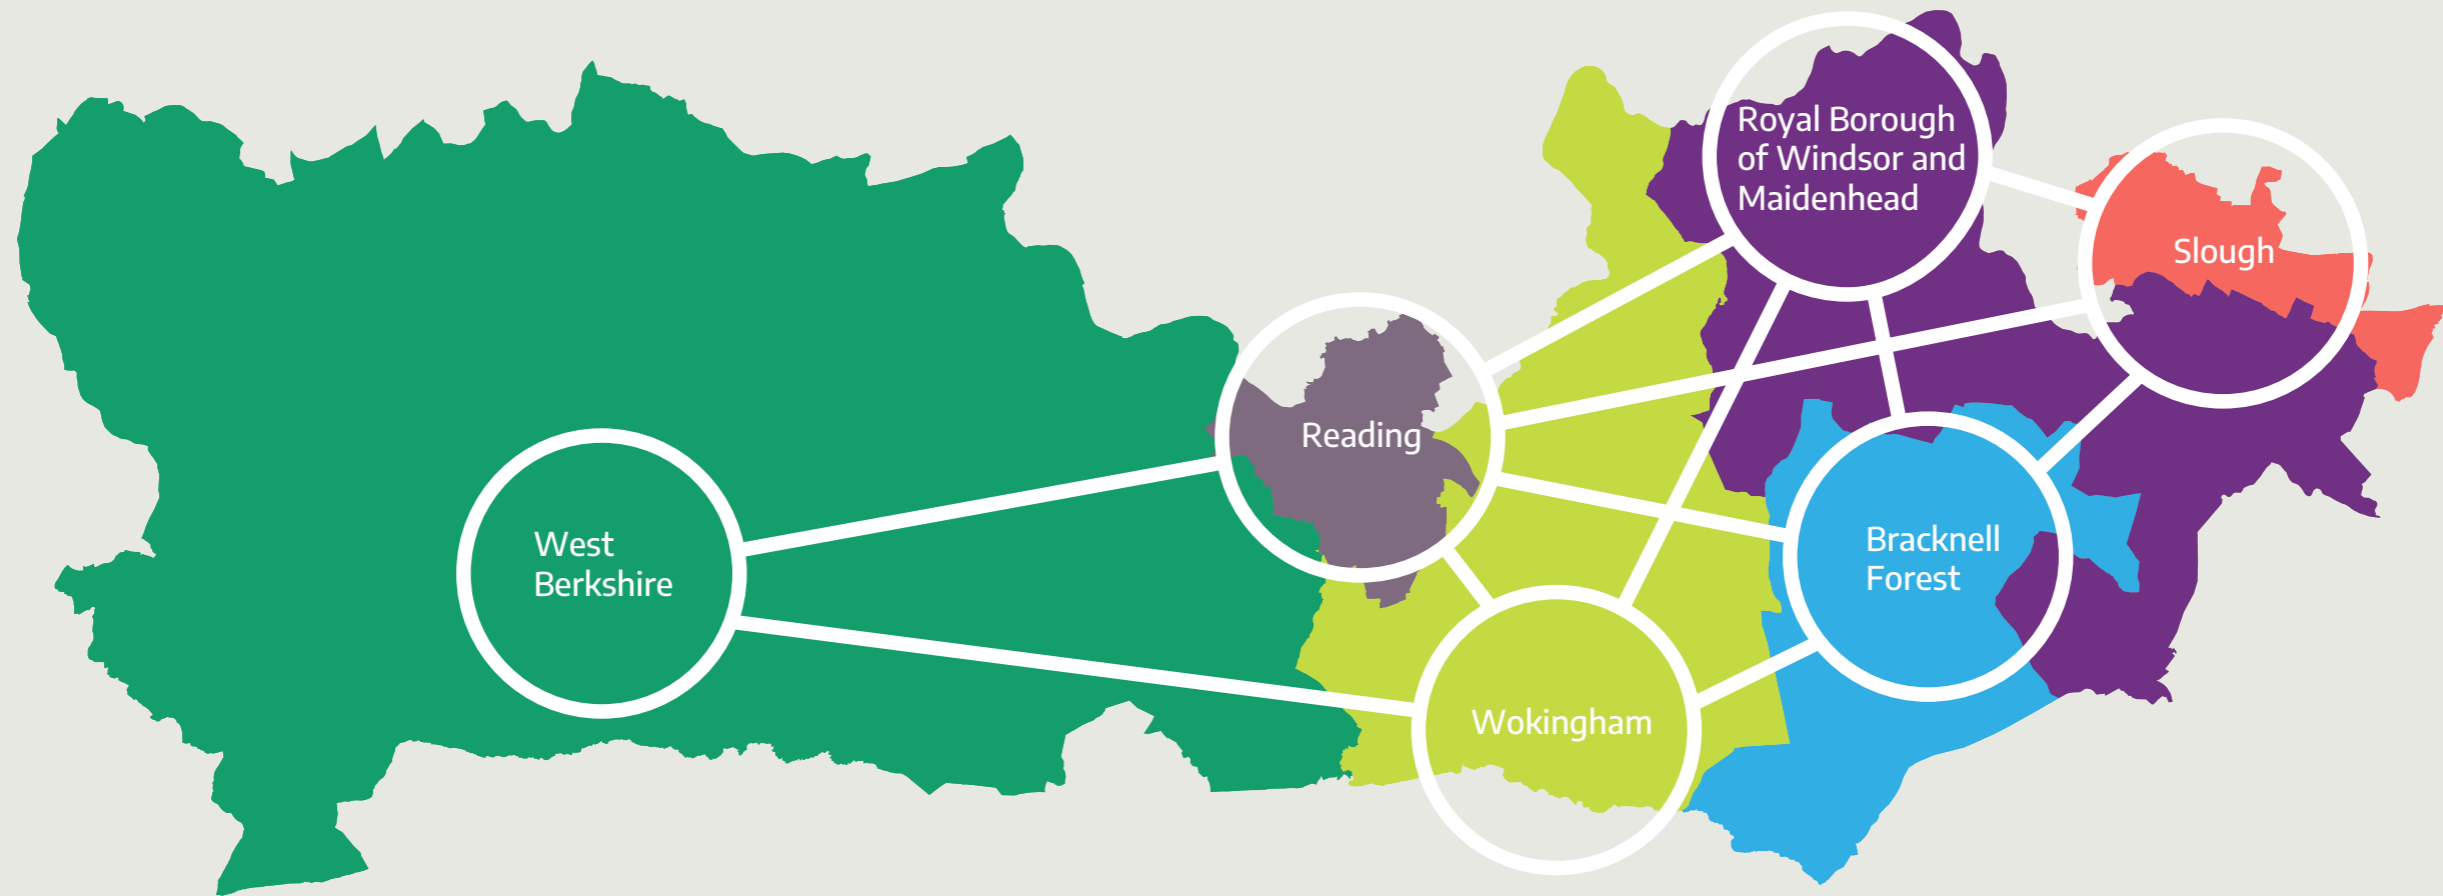 Royal Borough
of Windsor and
Maidenhead
Slough
Reading
West
Berkshire
Bracknell
Forest
Wokingham